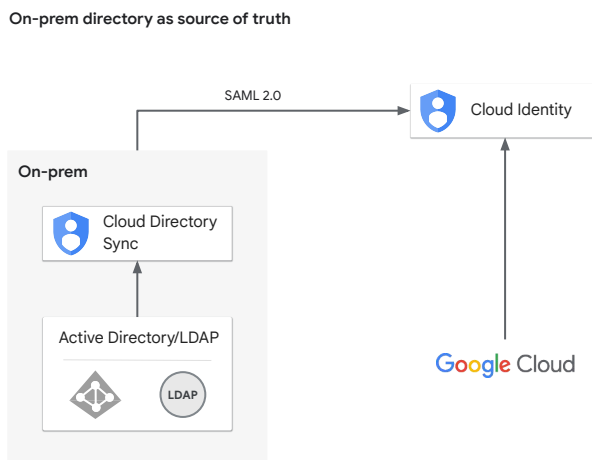 On-prem directory as source of truth
SAML 2.0
Cloud Identity
On-prem
Cloud Directory
Sync
Active Directory/LDAP
LDAP
Google Cloud